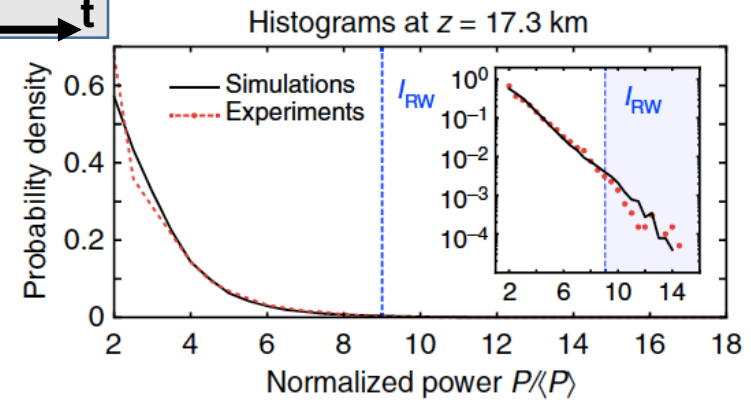 t
Histograms at z = 17.3 km
Probability density
0.6
0.4
0.2
0
Simulations
Experiments
I_RW
10⁰
10⁻¹
10⁻²
10⁻³
10⁻⁴
I_RW
2 6 10 14
2 4 6 8 10 12 14 16 18
Normalized power P/⟨P⟩